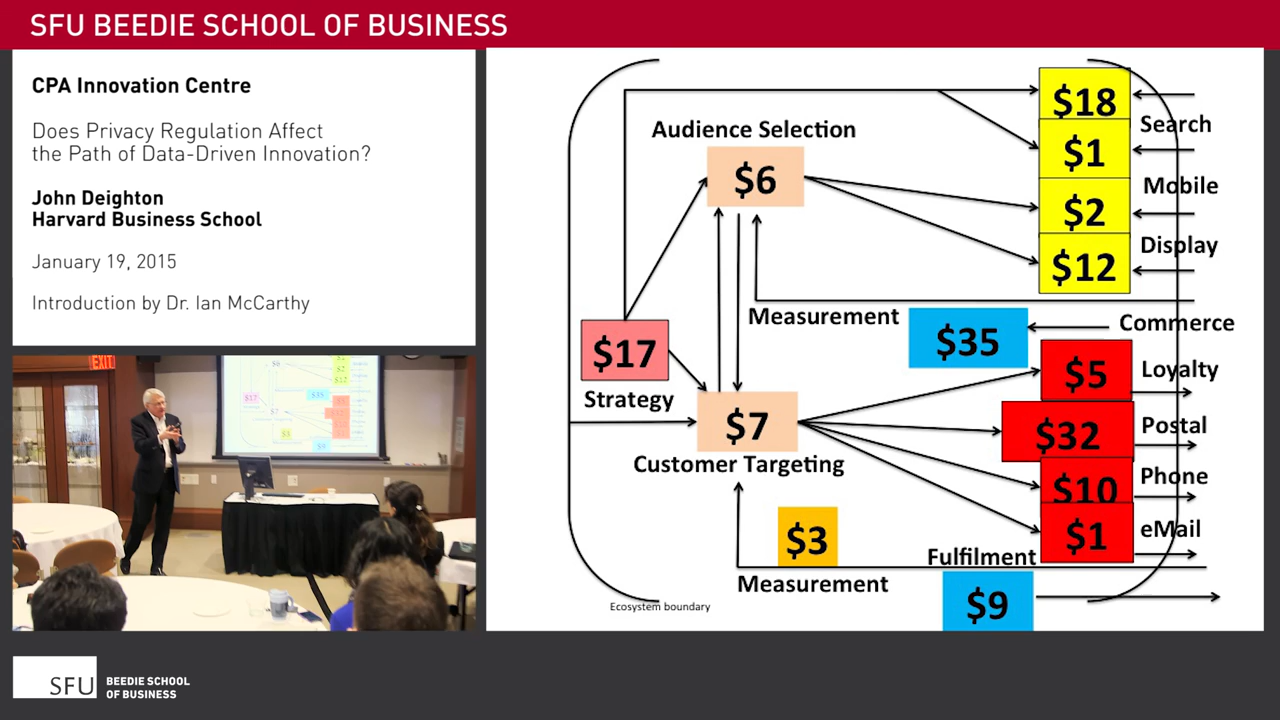 SFU BEEDIE SCHOOL OF BUSINESS
CPA Innovation Centre
Does Privacy Regulation Affect
the Path of Data-Driven Innovation?
John Deighton
Harvard Business School
January 19, 2015
Introduction by Dr. Ian McCarthy
EXIT
$18
Search
Audience Selection
$1
$6
Mobile
$2
Display
$12
Measurement
Commerce
$35
$17
Loyalty
$5
Strategy
Postal
$7
$32
Customer Targeting
Phone
$10
eMail
$3
$1
Fulfilment
Measurement
Ecosystem boundary
$9
SFU
BEEDIE SCHOOL
OF BUSINESS